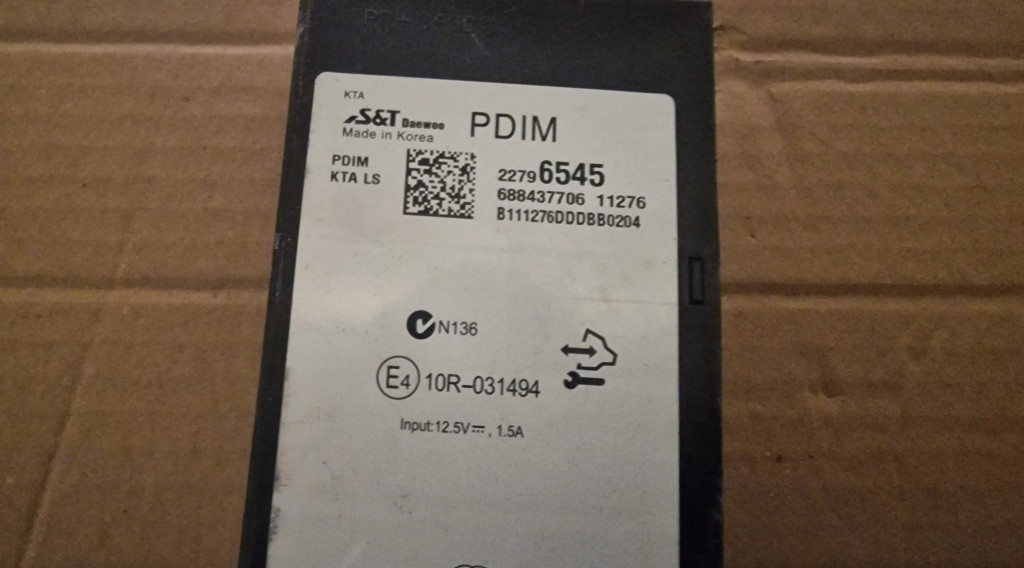 KTA
S&T Daewoo PDIM
Made in Korea
PDIM
KTA LS
22796545
688437706 11276
B111276DDDBB0204
N136
E4 10R-031494
Input:12.5V⎓, 1.5A